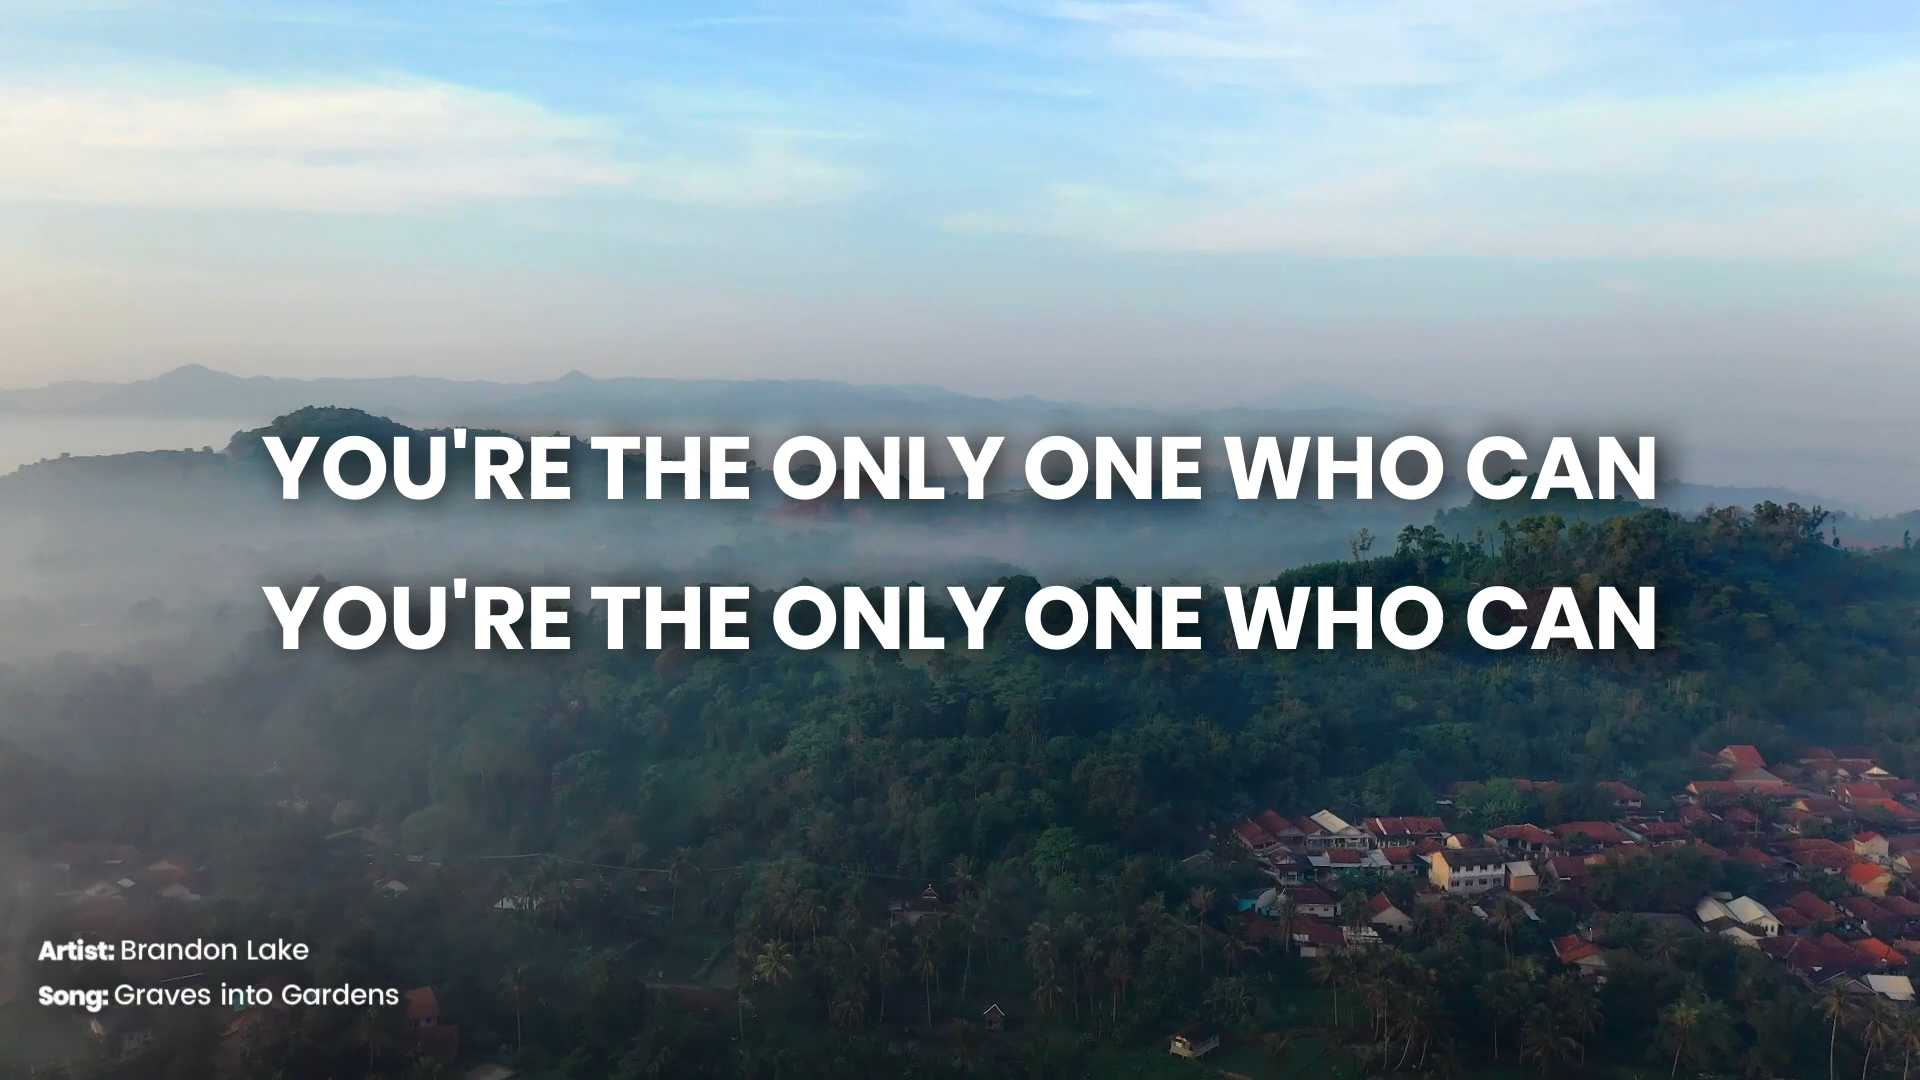 YOU'RE THE ONLY ONE WHO CAN
YOU'RE THE ONLY ONE WHO CAN
Artist: Brandon Lake
Song: Graves into Gardens